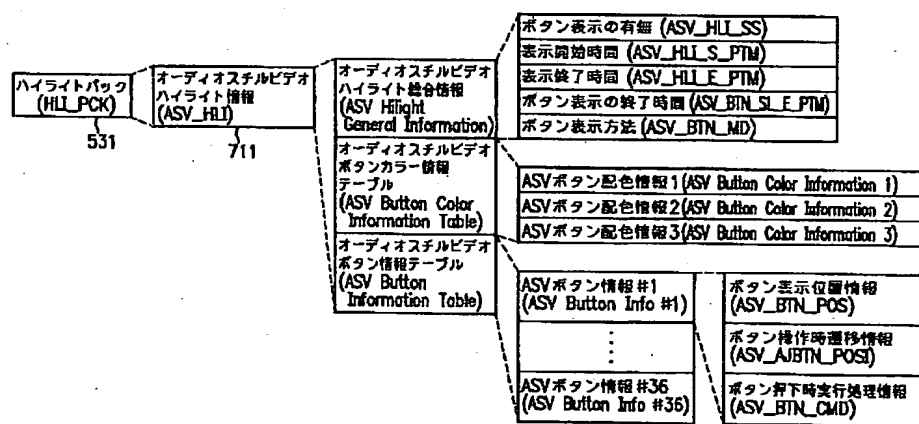 ハイライトパック
(HLI_PCK)
531
オーディオスチルビデオ
ハイライト情報
(ASV_HLI)
711
オーディオスチルビデオ
ハイライト総合情報
(ASV Hilight
General Information)
オーディオスチルビデオ
ボタンカラー情報
テーブル
(ASV Button Color
Information Table)
オーディオスチルビデオ
ボタン情報テーブル
(ASV Button
Information Table)
ボタン表示の有無 (ASV_HLI_SS)
表示開始時間 (ASV_HLI_S_PTM)
表示終了時間 (ASV_HLI_E_PTM)
ボタン表示の終了時間 (ASV_BTN_SL_E_PTM)
ボタン表示方法 (ASV_BTN_MD)
ASVボタン配色情報1(ASV Button Color Information 1)
ASVボタン配色情報2(ASV Button Color Information 2)
ASVボタン配色情報3(ASV Button Color Information 3)
ASVボタン情報#1
(ASV Button Info #1)
⋮
ASVボタン情報#36
(ASV Button Info #36)
ボタン表示位置情報
(ASV_BTN_POS)
ボタン操作時遷移情報
(ASV_AJBTN_POSI)
ボタン押下時実行処理情報
(ASV_BTN_CMD)